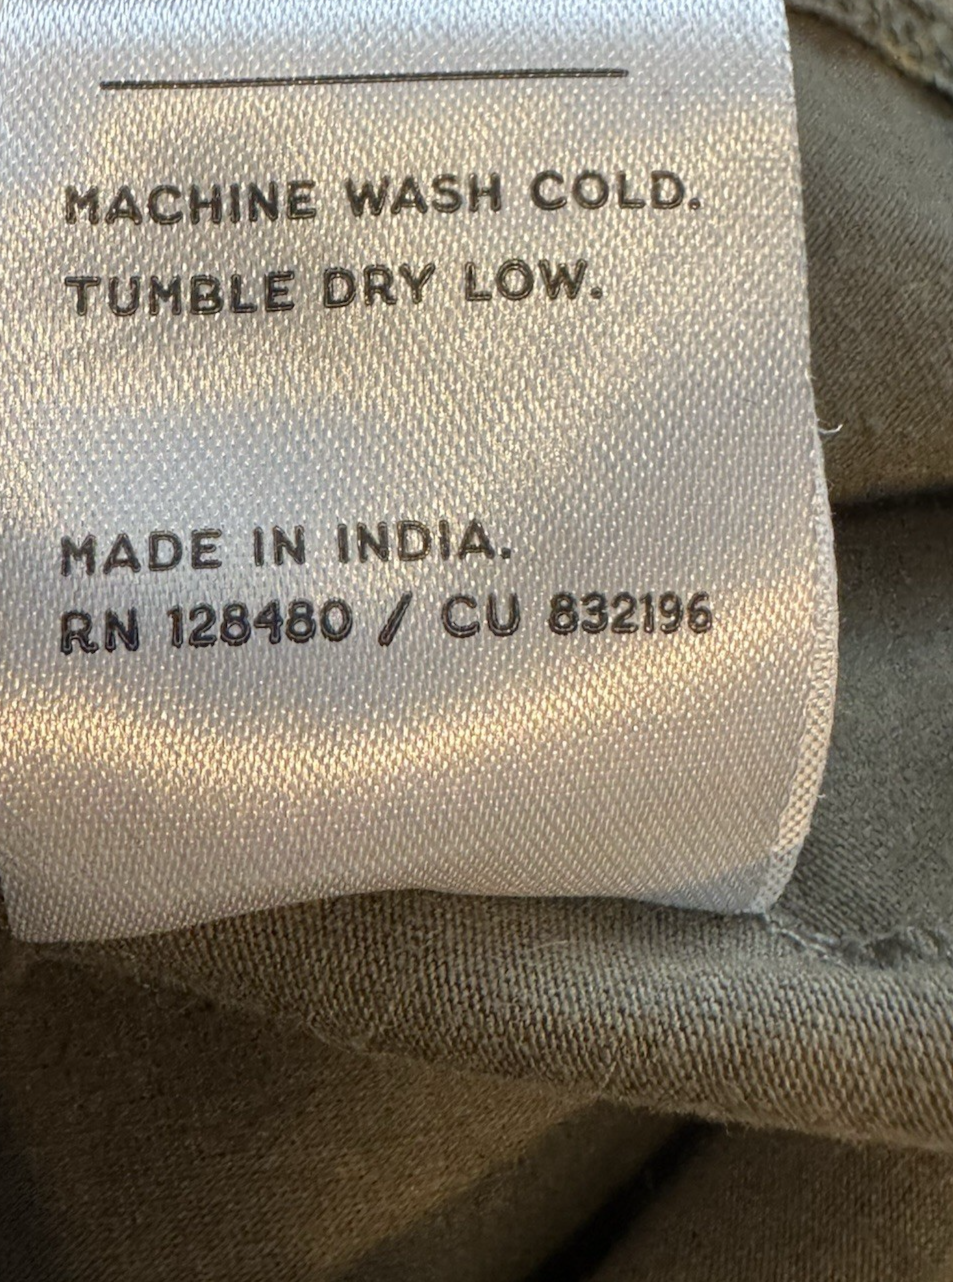 MACHINE WASH COLD.
TUMBLE DRY LOW.
MADE IN INDIA.
RN 128480 / CU 832196